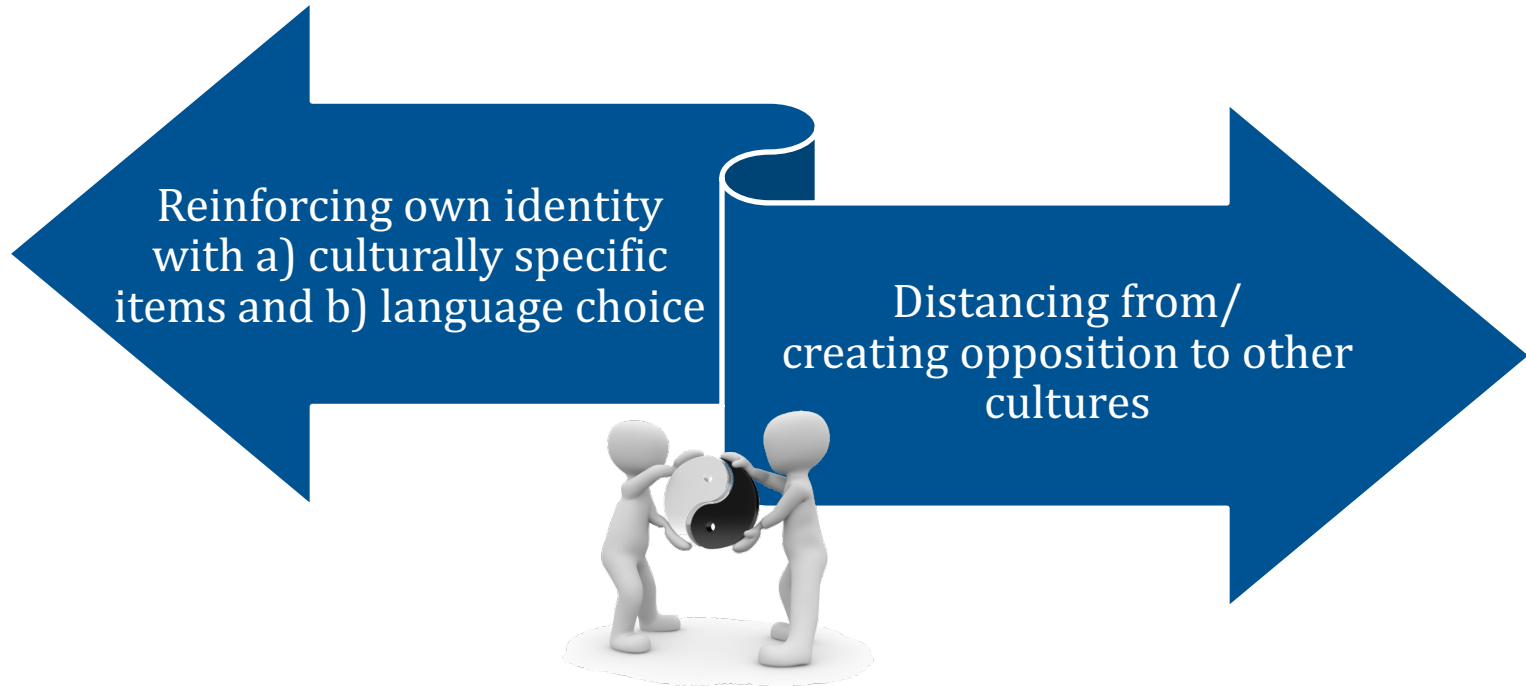 Reinforcing own identity
with a) culturally specific
items and b) language choice
Distancing from/
creating opposition to other
cultures